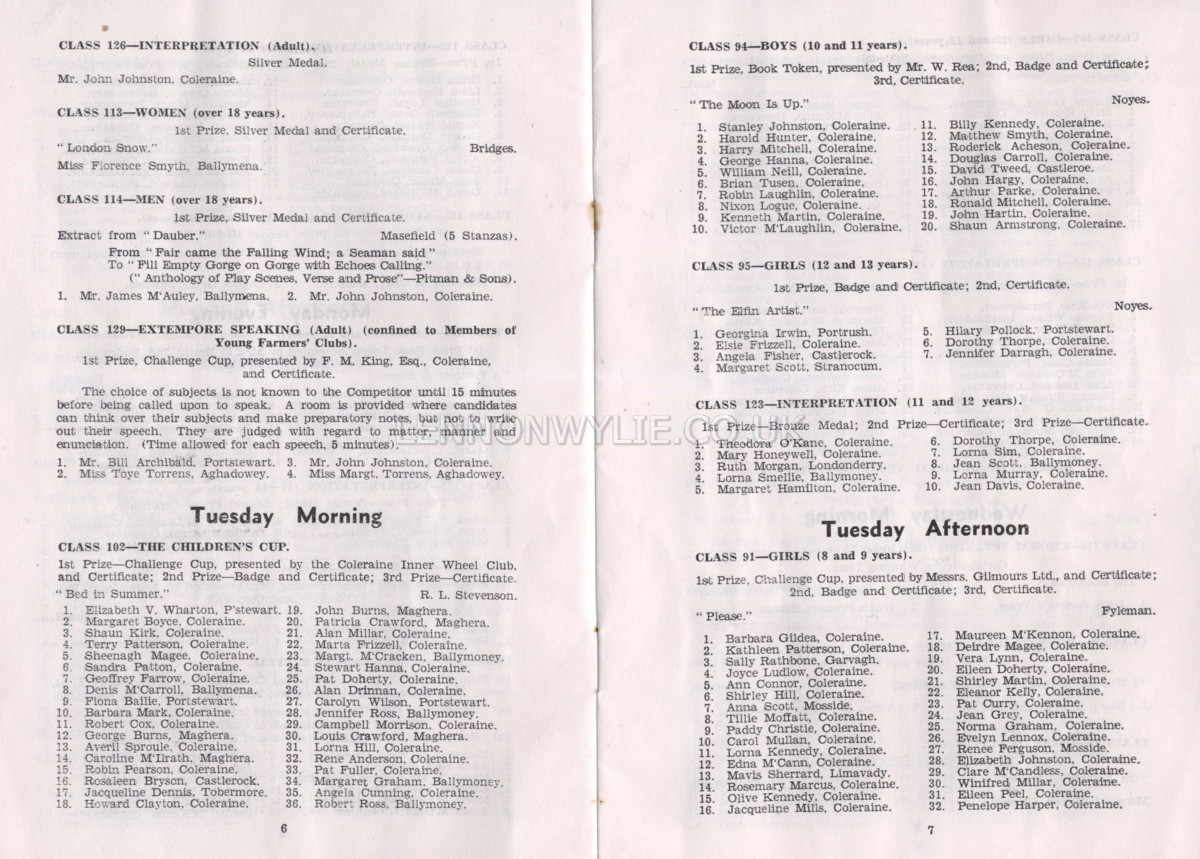 CLASS 126—INTERPRETATION (Adult).
Silver Medal.
Mr. John Johnston, Coleraine.
CLASS 113—WOMEN (over 18 years).
1st Prize, Silver Medal and Certificate.
" London Snow." Bridges.
Miss Florence Smyth, Ballymena.
CLASS 114—MEN (over 18 years).
1st Prize, Silver Medal and Certificate.
Extract from " Dauber." Masefield (5 Stanzas).
From " Fair came the Falling Wind; a Seaman said "
To " Fill Empty Gorge on Gorge with Echoes Calling."
(" Anthology of Play Scenes, Verse and Prose"—Pitman & Sons).
1. Mr. James M'Auley, Ballymena. 2. Mr. John Johnston, Coleraine.
CLASS 129—EXTEMPORE SPEAKING (Adult) (confined to Members of
Young Farmers' Clubs).
1st Prize, Challenge Cup, presented by F. M. King, Esq., Coleraine,
and Certificate.
The choice of subjects is not known to the Competitor until 15 minutes
before being called upon to speak. A room is provided where candidates
can think over their subjects and make preparatory notes, but not to write
out their speech. They are judged with regard to matter, manner and
enunciation. (Time allowed for each speech, 5 minutes).
1. Mr. Bill Archibald, Portstewart. 3. Mr. John Johnston, Coleraine.
2. Miss Toye Torrens, Aghadowey. 4. Miss Margt. Torrens, Aghadowey.
Tuesday Morning
CLASS 102—THE CHILDREN'S CUP.
1st Prize—Challenge Cup, presented by the Coleraine Inner Wheel Club,
and Certificate; 2nd Prize—Badge and Certificate; 3rd Prize—Certificate.
" Bed in Summer." R. L. Stevenson.
1. Elizabeth V. Wharton, P'stewart.
2. Margaret Boyce, Coleraine.
3. Shaun Kirk, Coleraine.
4. Terry Patterson, Coleraine.
5. Sheenagh Magee, Coleraine.
6. Sandra Patton, Coleraine.
7. Geoffrey Farrow, Coleraine.
8. Denis M'Carroll, Ballymena.
9. Fiona Bailie, Portstewart.
10. Barbara Mark, Coleraine.
11. Robert Cox, Coleraine.
12. George Burns, Maghera.
13. Averil Sproule, Coleraine.
14. Caroline M'Ilrath, Maghera.
15. Robin Pearson, Coleraine.
16. Rosaleen Bryson, Castlerock.
17. Jacqueline Dennis, Tobermore.
18. Howard Clayton, Coleraine.
19. John Burns, Maghera.
20. Patricia Crawford, Maghera.
21. Alan Millar, Coleraine.
22. Marta Frizzell, Coleraine.
23. Margt. M'Cracken, Ballymoney.
24. Stewart Hanna, Coleraine.
25. Pat Doherty, Coleraine.
26. Alan Drinnan, Coleraine.
27. Carolyn Wilson, Portstewart.
28. Jennifer Ross, Ballymoney.
29. Campbell Morrison, Coleraine.
30. Louis Crawford, Maghera.
31. Lorna Hill, Coleraine.
32. Rene Anderson, Coleraine.
33. Pat Fuller, Coleraine.
34. Margaret Graham, Ballymoney.
35. Angela Cunning, Coleraine.
36. Robert Ross, Ballymoney.
6
CLASS 94—BOYS (10 and 11 years).
1st Prize, Book Token, presented by Mr. W. Rea; 2nd, Badge and Certificate;
3rd, Certificate.
" The Moon Is Up." Noyes.
1. Stanley Johnston, Coleraine.
2. Harold Hunter, Coleraine.
3. Harry Mitchell, Coleraine.
4. George Hanna, Coleraine.
5. William Neill, Coleraine.
6. Brian Tusen, Coleraine.
7. Robin Laughlin, Coleraine.
8. Nixon Logue, Coleraine.
9. Kenneth Martin, Coleraine.
10. Victor M'Laughlin, Coleraine.
11. Billy Kennedy, Coleraine.
12. Matthew Smyth, Coleraine.
13. Roderick Acheson, Coleraine.
14. Douglas Carroll, Coleraine.
15. David Tweed, Castleroe.
16. John Hargy, Coleraine.
17. Arthur Parke, Coleraine.
18. Ronald Mitchell, Coleraine.
19. John Hartin, Coleraine.
20. Shaun Armstrong, Coleraine.
CLASS 95—GIRLS (12 and 13 years).
1st Prize, Badge and Certificate; 2nd, Certificate.
" The Elfin Artist." Noyes.
1. Georgina Irwin, Portrush.
2. Elsie Frizzell, Coleraine.
3. Angela Fisher, Castlerock.
4. Margaret Scott, Stranocum.
5. Hilary Pollock, Portstewart.
6. Dorothy Thorpe, Coleraine.
7. Jennifer Darragh, Coleraine.
CLASS 123—INTERPRETATION (11 and 12 years).
1st Prize—Brouze Medal; 2nd Prize—Certificate; 3rd Prize—Certificate.
1. Theodora O'Kane, Coleraine.
2. Mary Honeywell, Coleraine.
3. Ruth Morgan, Londonderry.
4. Lorna Smellie, Ballymoney.
5. Margaret Hamilton, Coleraine.
6. Dorothy Thorpe, Coleraine.
7. Lorna Sim, Coleraine.
8. Jean Scott, Ballymoney.
9. Lorna Murray, Coleraine.
10. Jean Davis, Coleraine.
Tuesday Afternoon
CLASS 91—GIRLS (8 and 9 years).
1st Prize, Challenge Cup, presented by Messrs. Gilmours Ltd., and Certificate;
2nd, Badge and Certificate; 3rd, Certificate.
" Please." Fyleman.
1. Barbara Gildea, Coleraine.
2. Kathleen Patterson, Coleraine.
3. Sally Rathbone, Garvagh.
4. Joyce Ludlow, Coleraine.
5. Ann Connor, Coleraine.
6. Shirley Hill, Coleraine.
7. Anna Scott, Mosside.
8. Tillie Moffatt, Coleraine.
9. Paddy Christie, Coleraine.
10. Carol Mullan, Coleraine.
11. Lorna Kennedy, Coleraine.
12. Edna M'Cann, Coleraine.
13. Mavis Sherrard, Limavady.
14. Rosemary Marcus, Coleraine.
15. Olive Kennedy, Coleraine.
16. Jacqueline Mills, Coleraine.
17. Maureen M'Kennon, Coleraine.
18. Deirdre Magee, Coleraine.
19. Vera Lynn, Coleraine.
20. Eileen Doherty, Coleraine.
21. Shirley Martin, Coleraine.
22. Eleanor Kelly, Coleraine.
23. Pat Curry, Coleraine.
24. Jean Grey, Coleraine.
25. Norma Graham, Coleraine.
26. Evelyn Lennox, Coleraine.
27. Renee Ferguson, Mosside.
28. Elizabeth Johnston, Coleraine.
29. Clare M'Candless, Coleraine.
30. Winifred Millar, Coleraine.
31. Eileen Peel, Coleraine.
32. Penelope Harper, Coleraine.
7
LENNONWYLIE.CO.UK